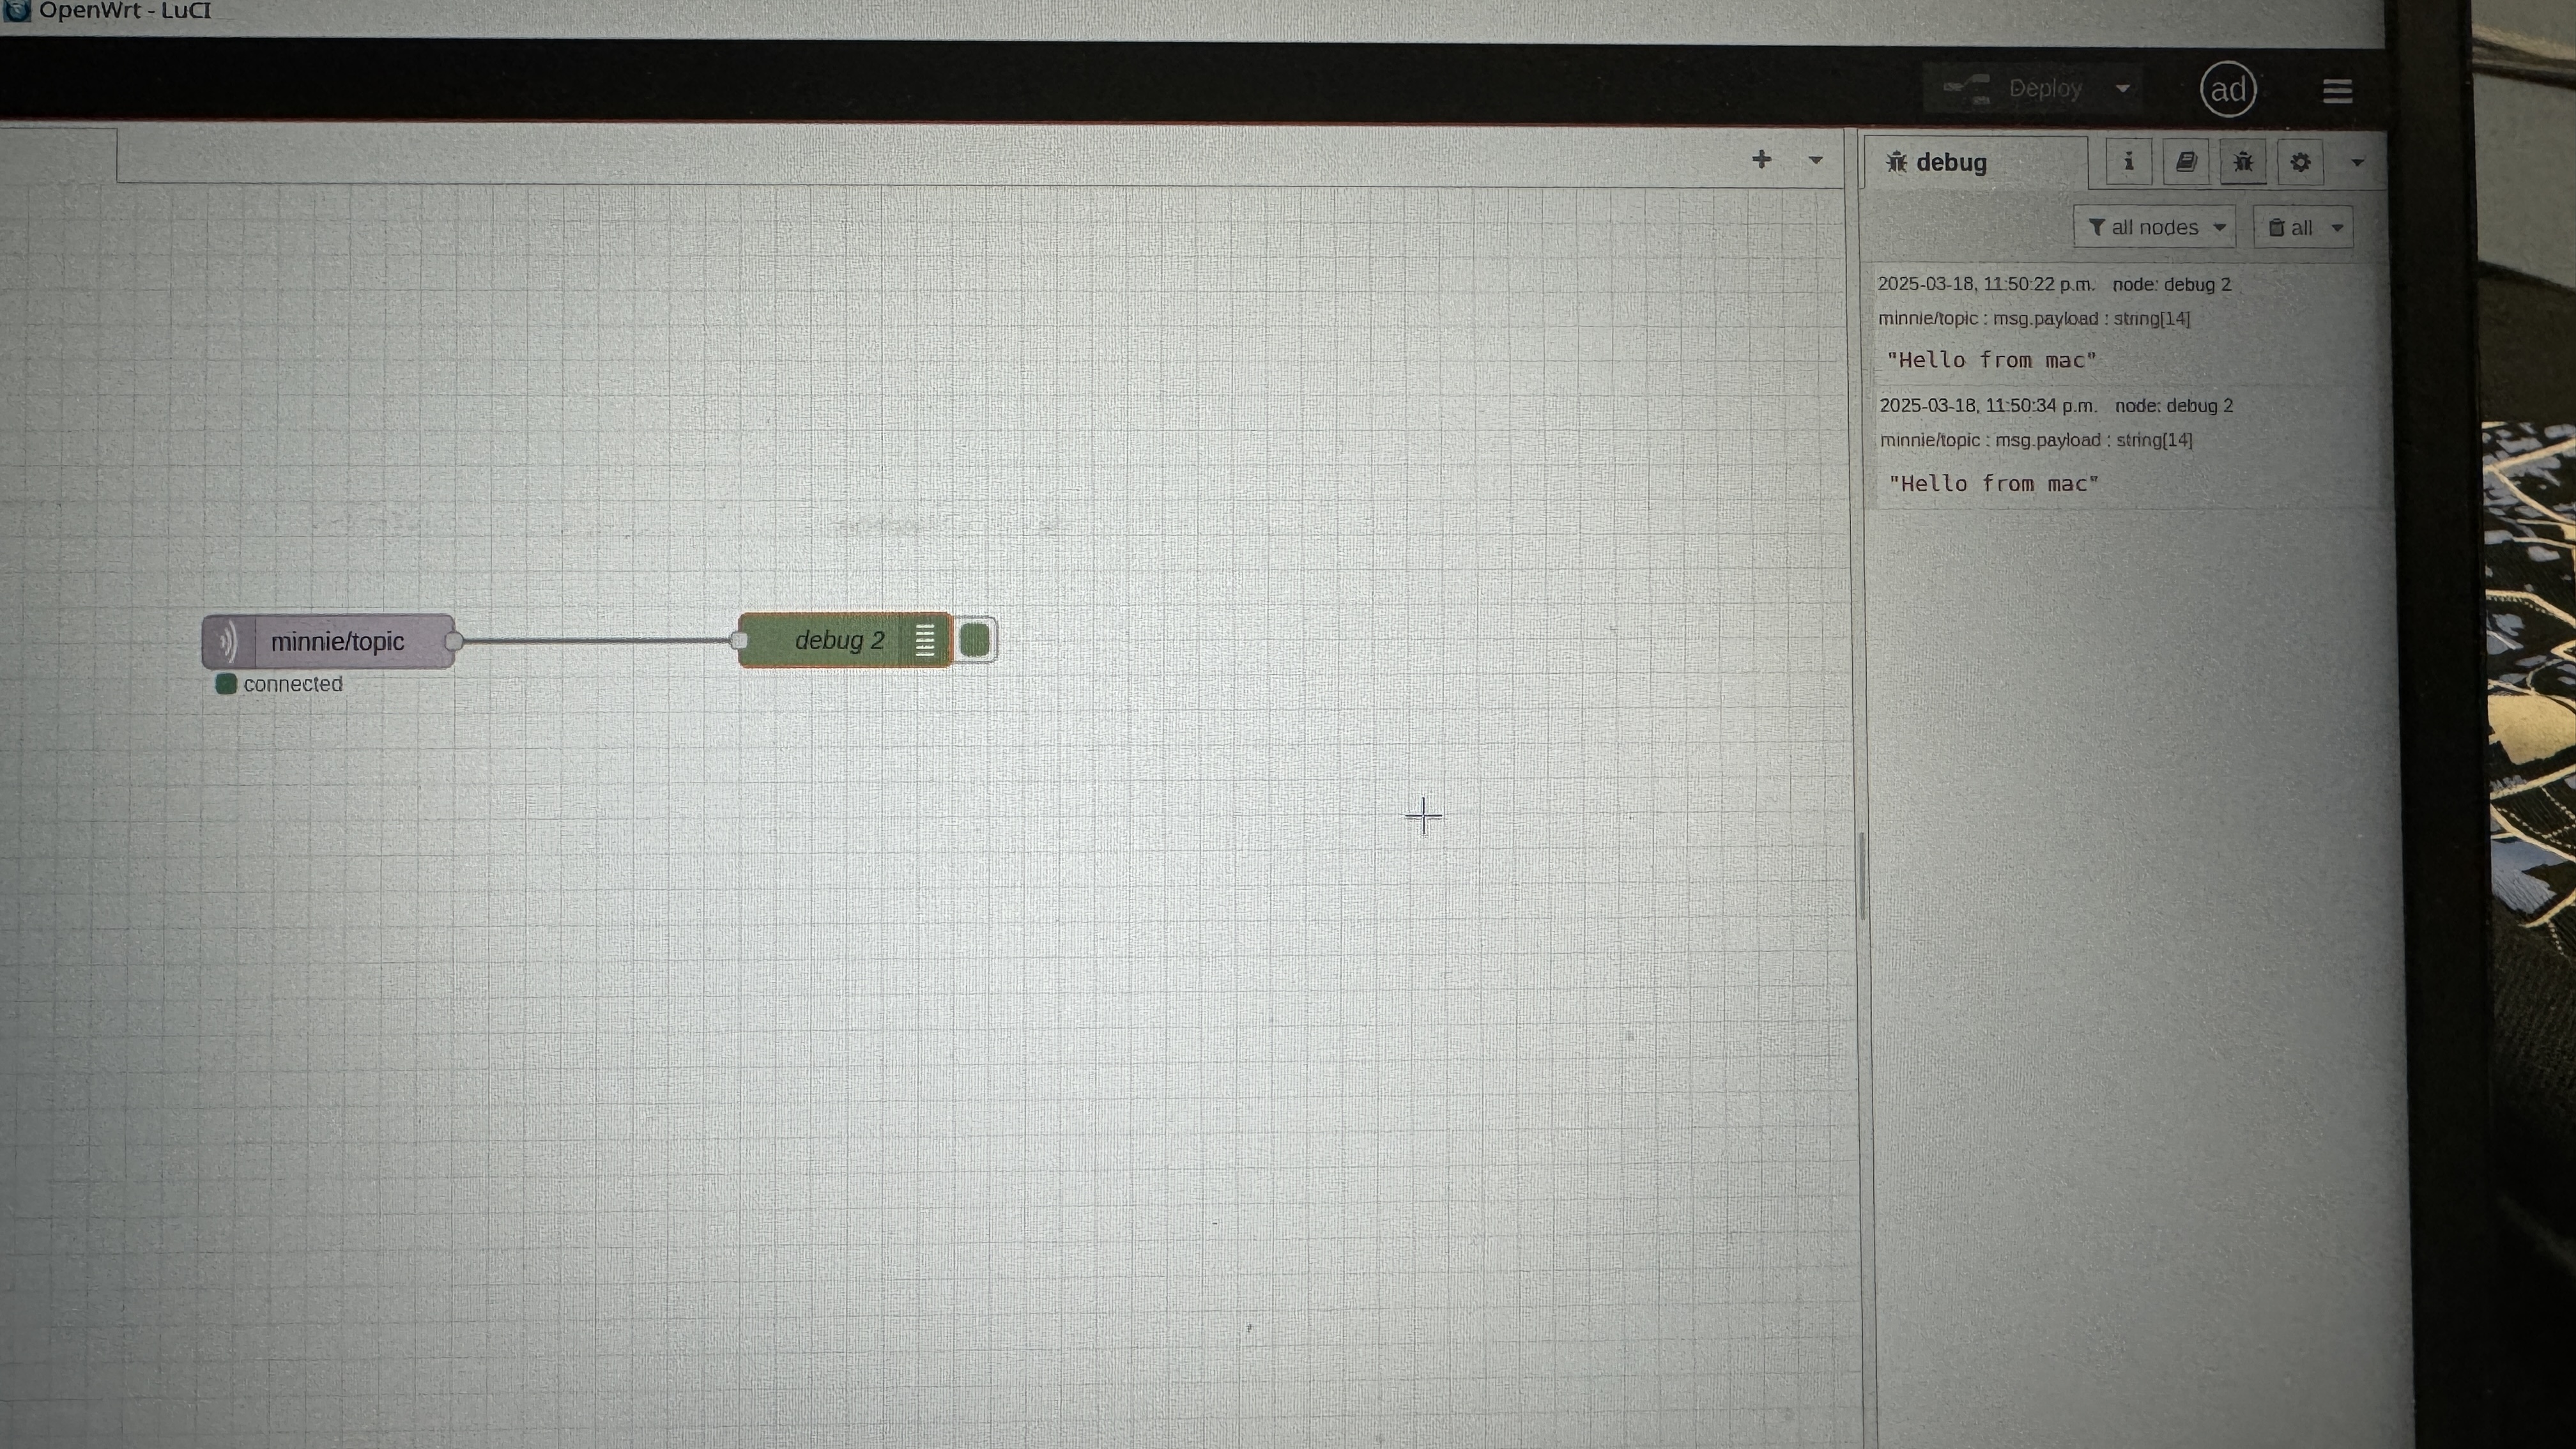 OpenWrt - LuCI
Deploy
ad
debug
i
all nodes
all
2025-03-18, 11:50:22 p.m. node: debug 2
minnie/topic : msg.payload : string[14]
"Hello from mac"
2025-03-18, 11:50:34 p.m. node: debug 2
minnie/topic : msg.payload : string[14]
"Hello from mac"
minnie/topic
debug 2
connected